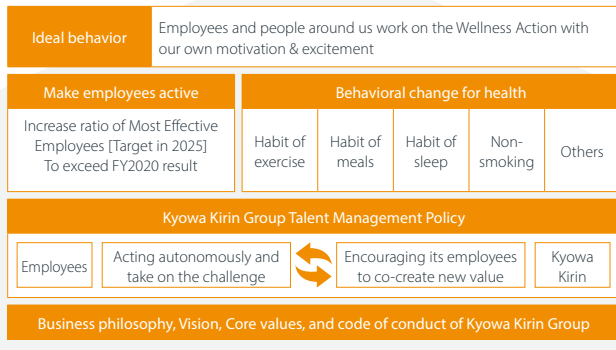 Ideal behavior
Employees and people around us work on the Wellness Action with
our own motivation & excitement
Make employees active
Increase ratio of Most Effective
Employees [Target in 2025]
To exceed FY2020 result
Behavioral change for health
Habit of
exercise
Habit of
meals
Habit of
sleep
Non-
smoking
Others
Kyowa Kirin Group Talent Management Policy
Employees
Acting autonomously and
take on the challenge
Encouraging its employees
to co-create new value
Kyowa
Kirin
Business philosophy, Vision, Core values, and code of conduct of Kyowa Kirin Group